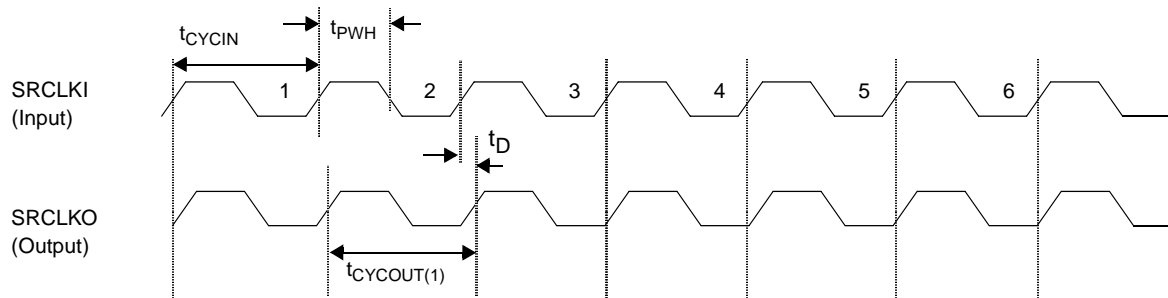 tCYCIN
tPWH
SRCLKI
(Input)
1 2 3 4 5 6
tD
SRCLKO
(Output)
tCYCOUT(1)